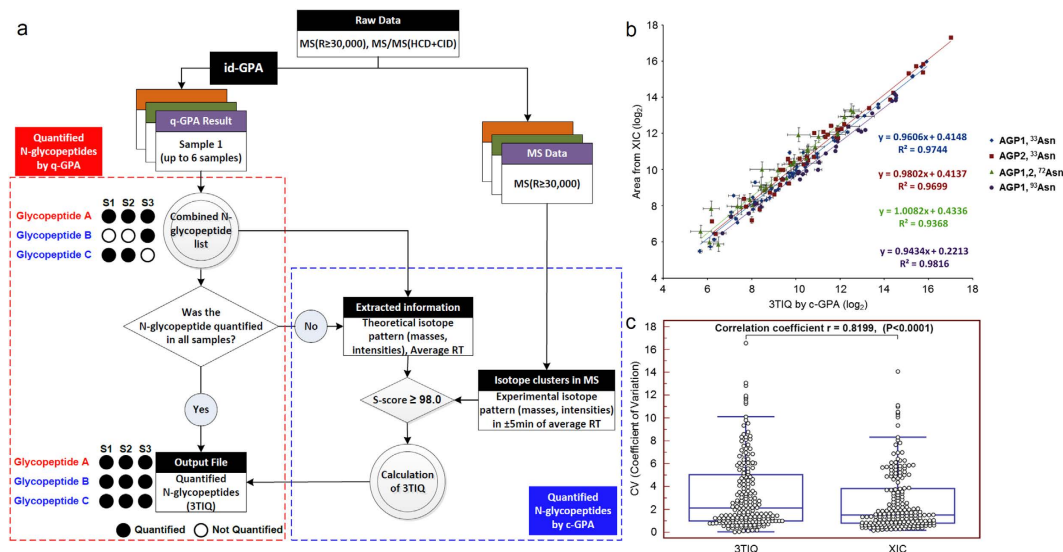 a
Raw Data
MS(R≥30,000), MS/MS(HCD+CID)
id-GPA
q-GPA Result
Sample 1
(up to 6 samples)
MS Data
MS(R≥30,000)
Quantified
N-glycopeptides
by q-GPA
S1 S2 S3
Glycopeptide A
Glycopeptide B
Glycopeptide C
Combined N-
glycopeptide
list
Was the
N-glycopeptide quantified
in all samples?
No
Yes
Extracted information
Theoretical isotope
pattern (masses,
intensities), Average RT
S-score ≥ 98.0
Isotope clusters in MS
Experimental isotope
pattern (masses, intensities)
in ±5min of average RT
Calculation
of 3TIQ
S1 S2 S3
Glycopeptide A
Glycopeptide B
Glycopeptide C
Output File
Quantified
N-glycopeptides
(3TIQ)
Quantified
N-glycopeptides
by c-GPA
Quantified Not Quantified
b
Area from XIC (log2)
18
16
14
12
10
8
6
4
4 6 8 10 12 14 16 18
3TIQ by c-GPA (log2)
y = 0.9606x + 0.4148
R² = 0.9744
y = 0.9802x + 0.4137
R² = 0.9699
y = 1.0082x + 0.4336
R² = 0.9368
y = 0.9434x + 0.2213
R² = 0.9816
AGP1, ³³Asn
AGP2, ³³Asn
AGP1,2, ⁷²Asn
AGP1, ⁹³Asn
c
Correlation coefficient r = 0.8199, (P<0.0001)
CV (Coefficient of Variation)
18
16
14
12
10
8
6
4
2
0
3TIQ XIC